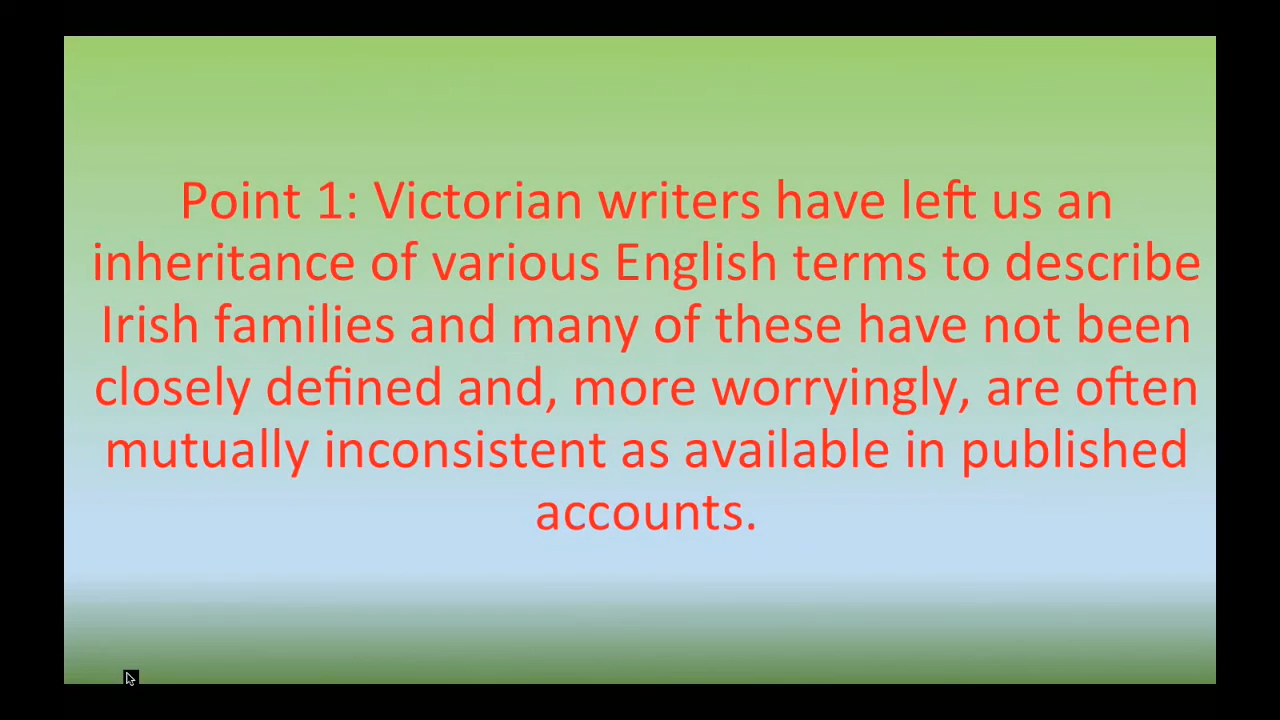 Point 1: Victorian writers have left us an
inheritance of various English terms to describe
Irish families and many of these have not been
closely defined and, more worryingly, are often
mutually inconsistent as available in published
accounts.